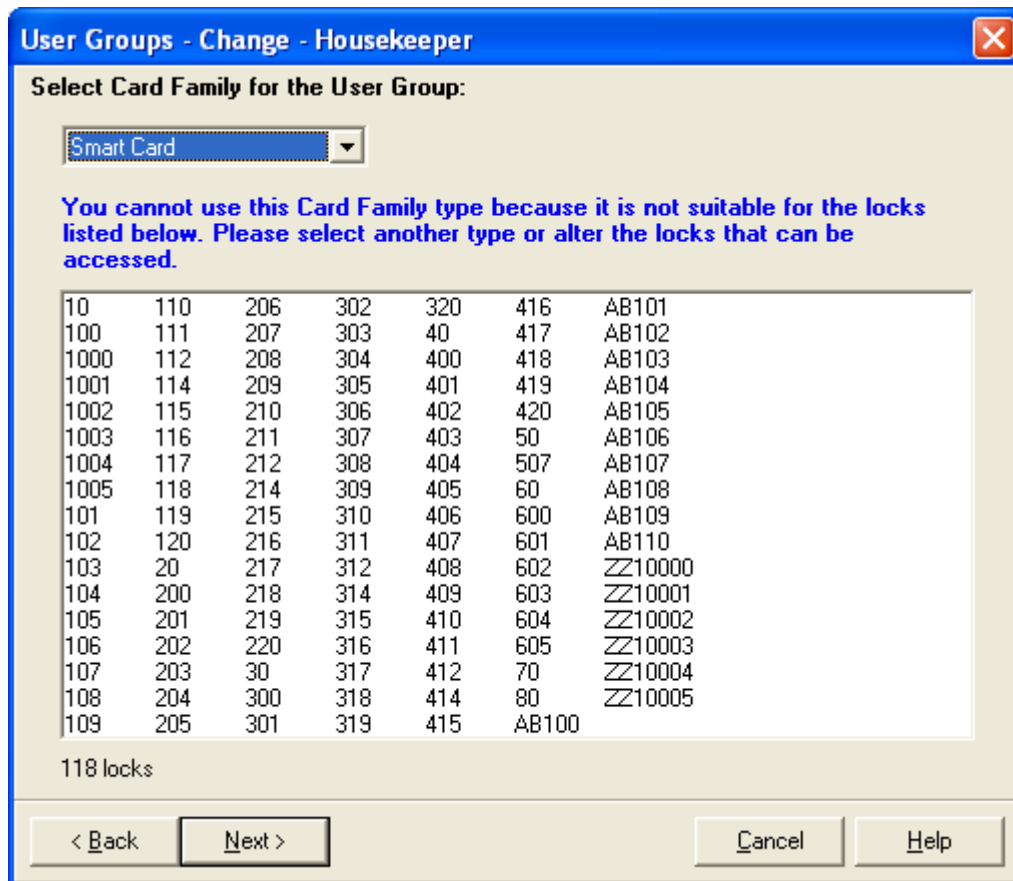 User Groups - Change - Housekeeper
Select Card Family for the User Group:
Smart Card
You cannot use this Card Family type because it is not suitable for the locks
listed below. Please select another type or alter the locks that can be
accessed.
10 110 206 302 320 416 AB101
100 111 207 303 40 417 AB102
1000 112 208 304 400 418 AB103
1001 114 209 305 401 419 AB104
1002 115 210 306 402 420 AB105
1003 116 211 307 403 50 AB106
1004 117 212 308 404 507 AB107
1005 118 214 309 405 60 AB108
101 119 215 310 406 600 AB109
102 120 216 311 407 601 AB110
103 20 217 312 408 602 ZZ10000
104 200 218 314 409 603 ZZ10001
105 201 219 315 410 604 ZZ10002
106 202 220 316 411 605 ZZ10003
107 203 30 317 412 70 ZZ10004
108 204 300 318 414 80 ZZ10005
109 205 301 319 415 AB100
118 locks
< Back Next > Cancel Help